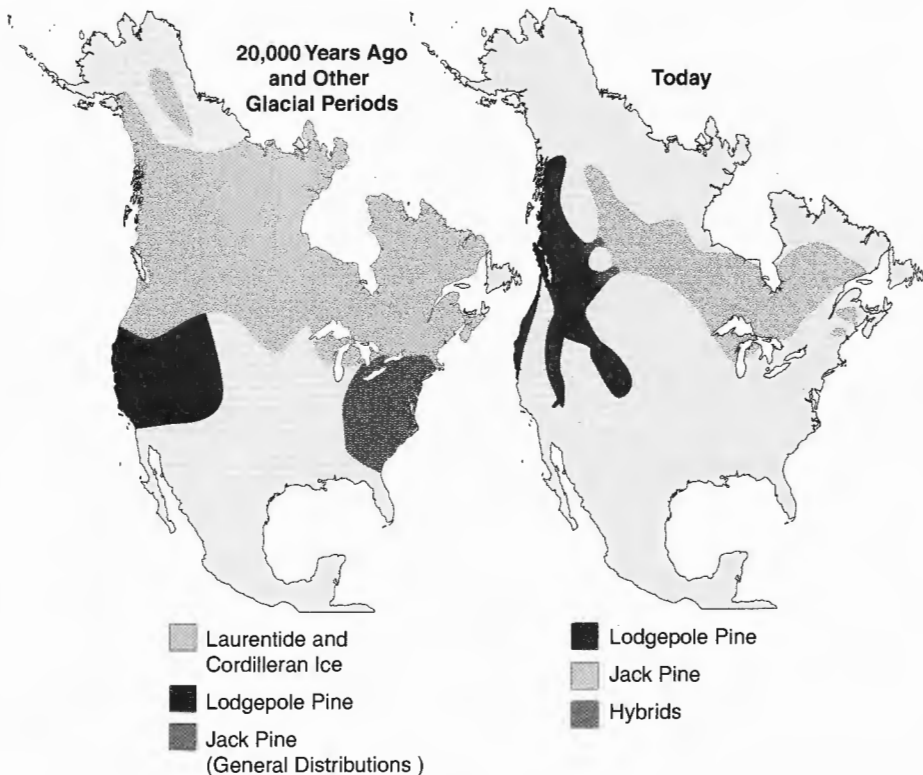 20,000 Years Ago
and Other
Glacial Periods
Today
Laurentide and
Cordilleran Ice
Lodgepole Pine
Jack Pine
(General Distributions )
Lodgepole Pine
Jack Pine
Hybrids